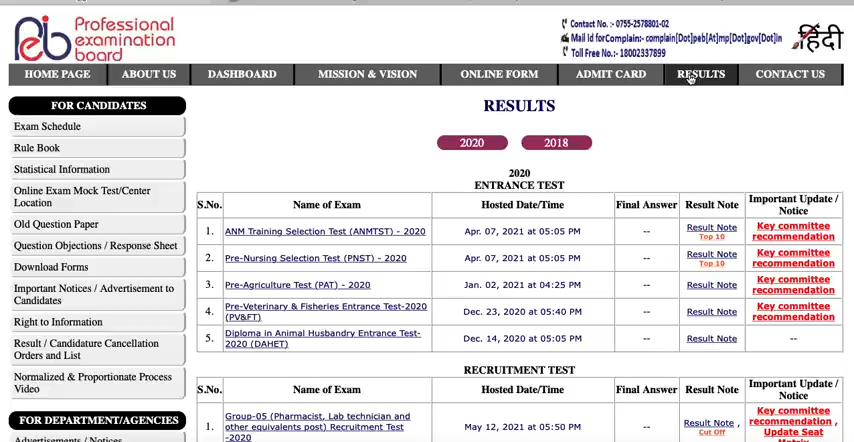 Professional
examination
board
Contact No. :- 0755-2578801-02
Mail Id forComplain:- complain[Dot]peb[At]mp[Dot]gov[Dot]in
Toll Free No.:- 18002337899
हिंदी
HOME PAGE ABOUT US DASHBOARD MISSION & VISION ONLINE FORM ADMIT CARD RESULTS CONTACT US
FOR CANDIDATES
Exam Schedule
Rule Book
Statistical Information
Online Exam Mock Test/Center
Location
Old Question Paper
Question Objections / Response Sheet
Download Forms
Important Notices / Advertisement to
Candidates
Right to Information
Result / Candidature Cancellation
Orders and List
Normalized & Proportionate Process
Video
FOR DEPARTMENT/AGENCIES
Advertisements / Notices
RESULTS
2020 2018
2020
ENTRANCE TEST
S.No. Name of Exam Hosted Date/Time Final Answer Result Note Important Update /
Notice
1. ANM Training Selection Test (ANMTST) - 2020 Apr. 07, 2021 at 05:05 PM -- Result Note
Top 10
Key committee
recommendation
2. Pre-Nursing Selection Test (PNST) - 2020 Apr. 07, 2021 at 05:05 PM -- Result Note
Top 10
Key committee
recommendation
3. Pre-Agriculture Test (PAT) - 2020 Jan. 02, 2021 at 04:25 PM -- Result Note
Key committee
recommendation
4. Pre-Veterinary & Fisheries Entrance Test-2020
(PV&FT)
Dec. 23, 2020 at 05:40 PM -- Result Note
Key committee
recommendation
5. Diploma in Animal Husbandry Entrance Test-
2020 (DAHET)
Dec. 14, 2020 at 05:05 PM -- Result Note --
RECRUITMENT TEST
S.No. Name of Exam Hosted Date/Time Final Answer Result Note Important Update /
Notice
1. Group-05 (Pharmacist, Lab technician and
other equivalents post) Recruitment Test
-2020
May 12, 2021 at 05:50 PM -- Result Note ,
Cut Off
Key committee
recommendation ,
Update Seat
Matrix